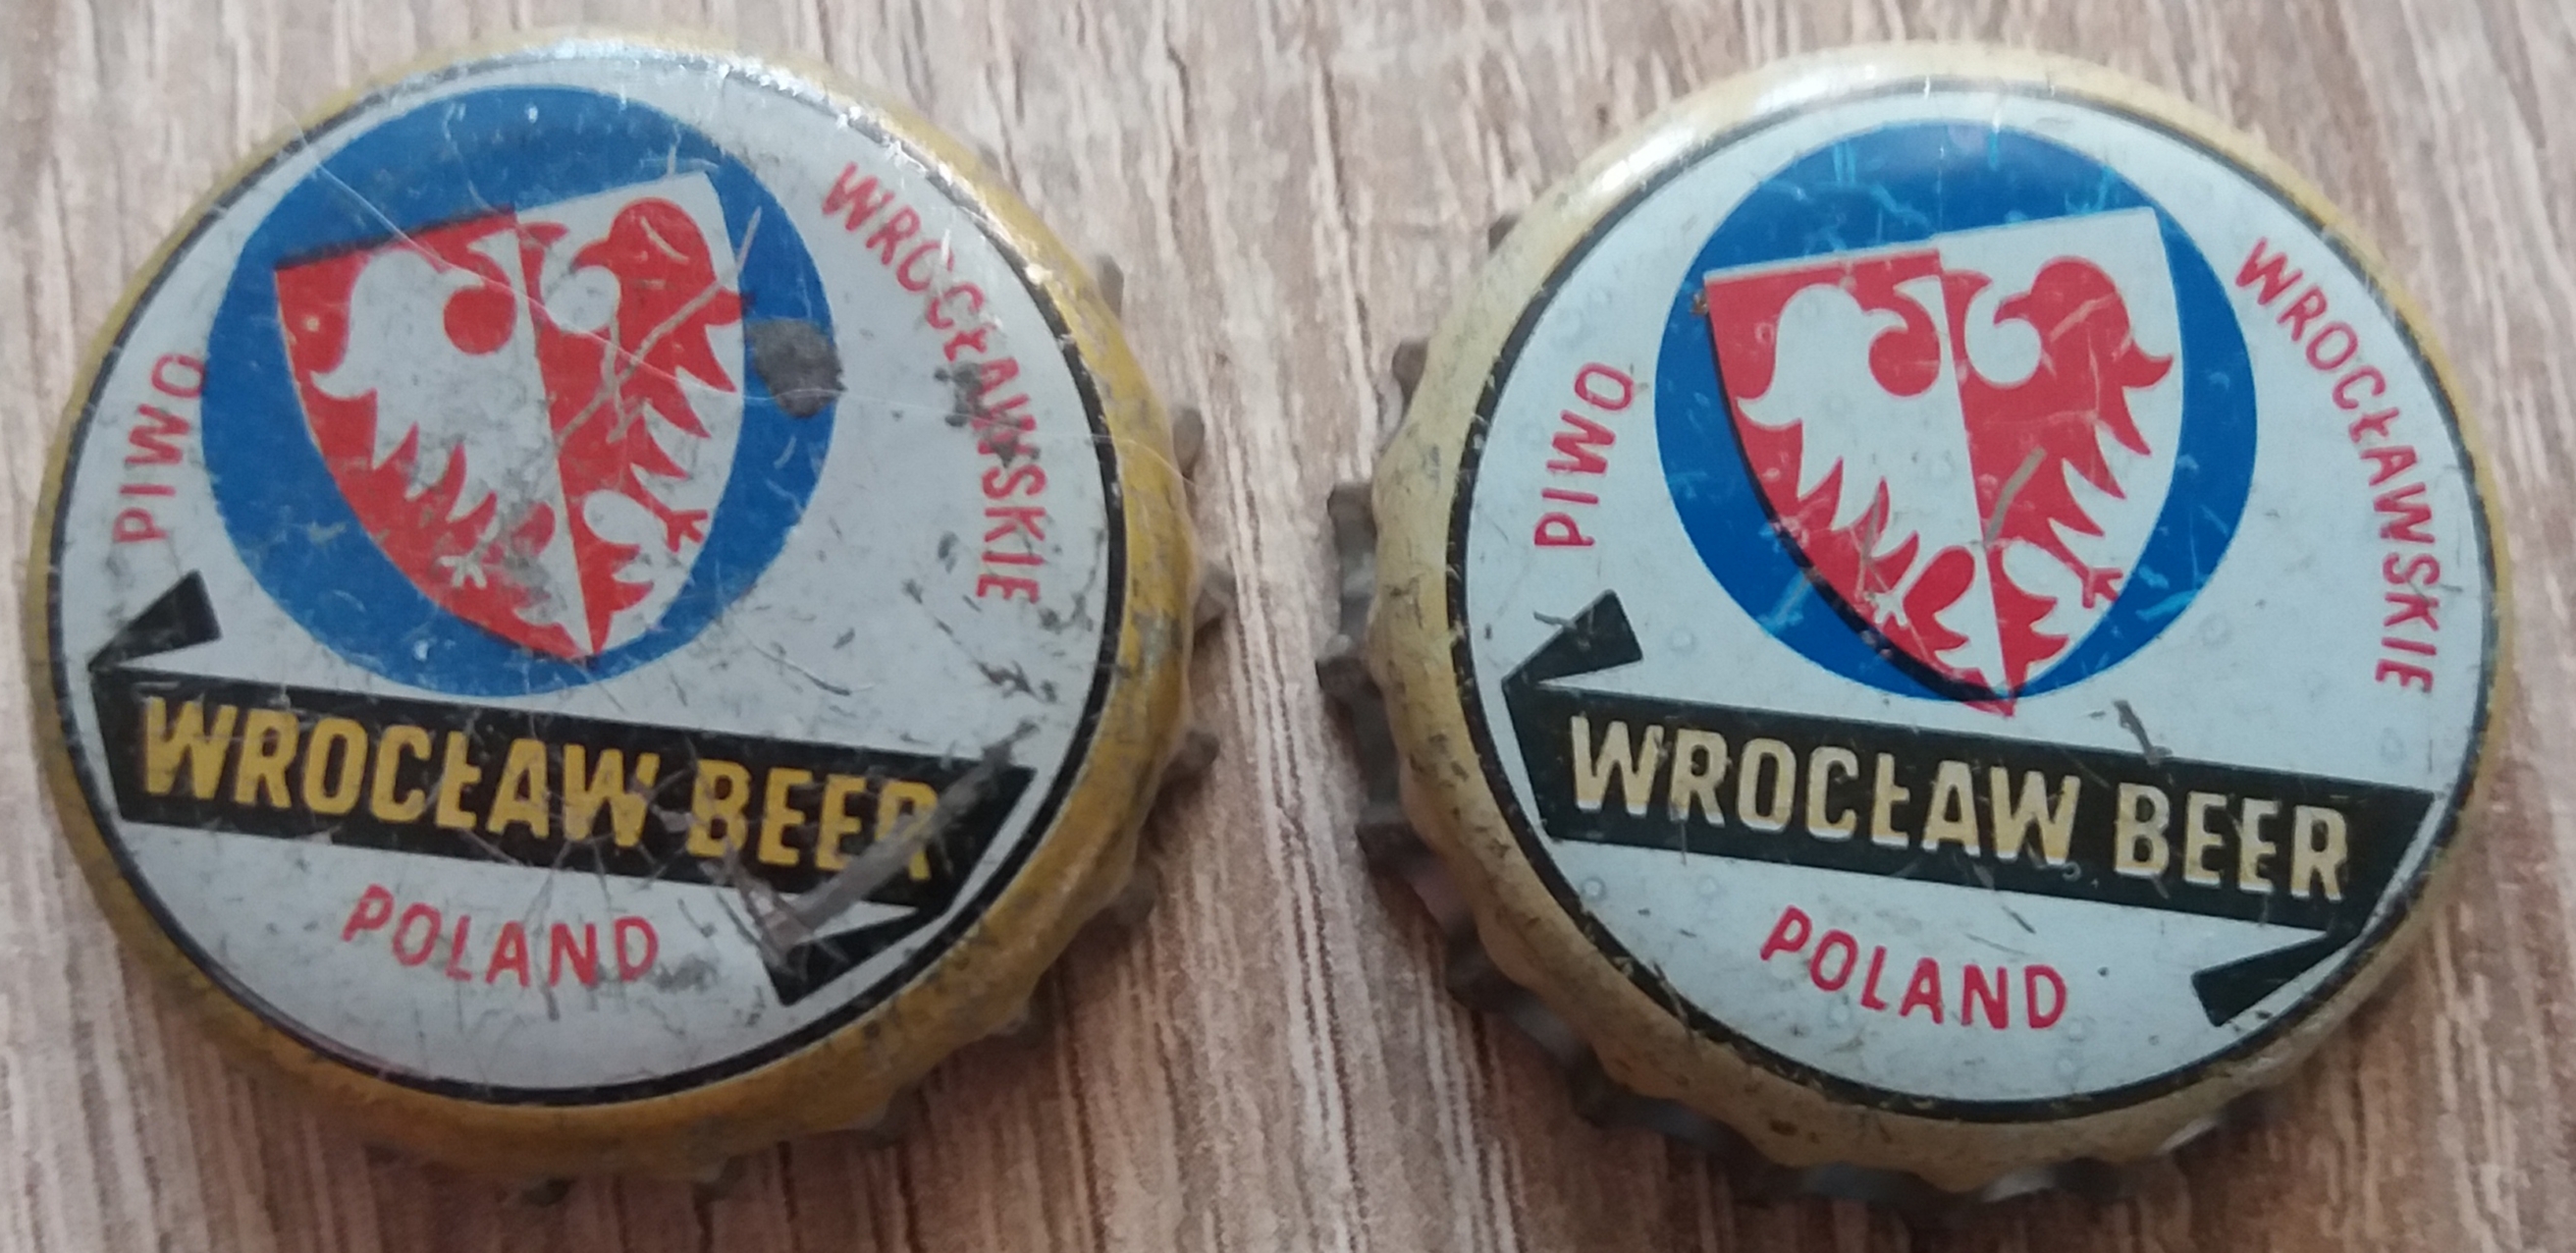 PIWO
WROCŁAWSKIE
WROCŁAW BEER
POLAND
PIWO
WROCŁAWSKIE
WROCŁAW BEER
POLAND